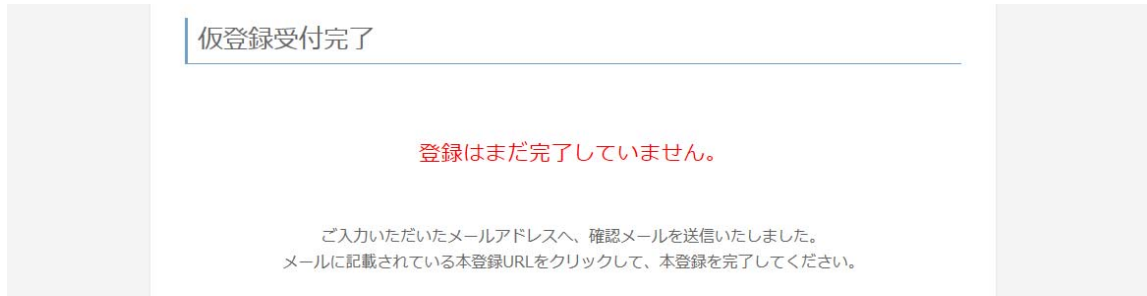 仮登録受付完了
登録はまだ完了していません。
ご入力いただいたメールアドレスへ、確認メールを送信いたしました。
メールに記載されている本登録URLをクリックして、本登録を完了してください。